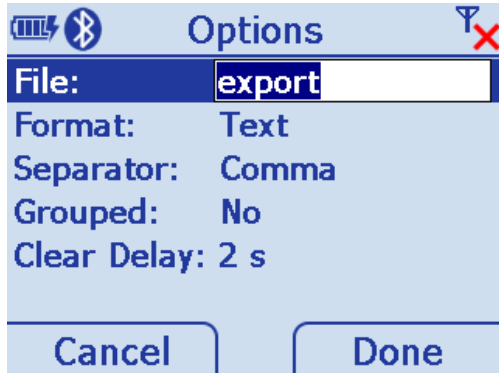 Options
File: export
Format: Text
Separator: Comma
Grouped: No
Clear Delay: 2 s
Cancel Done